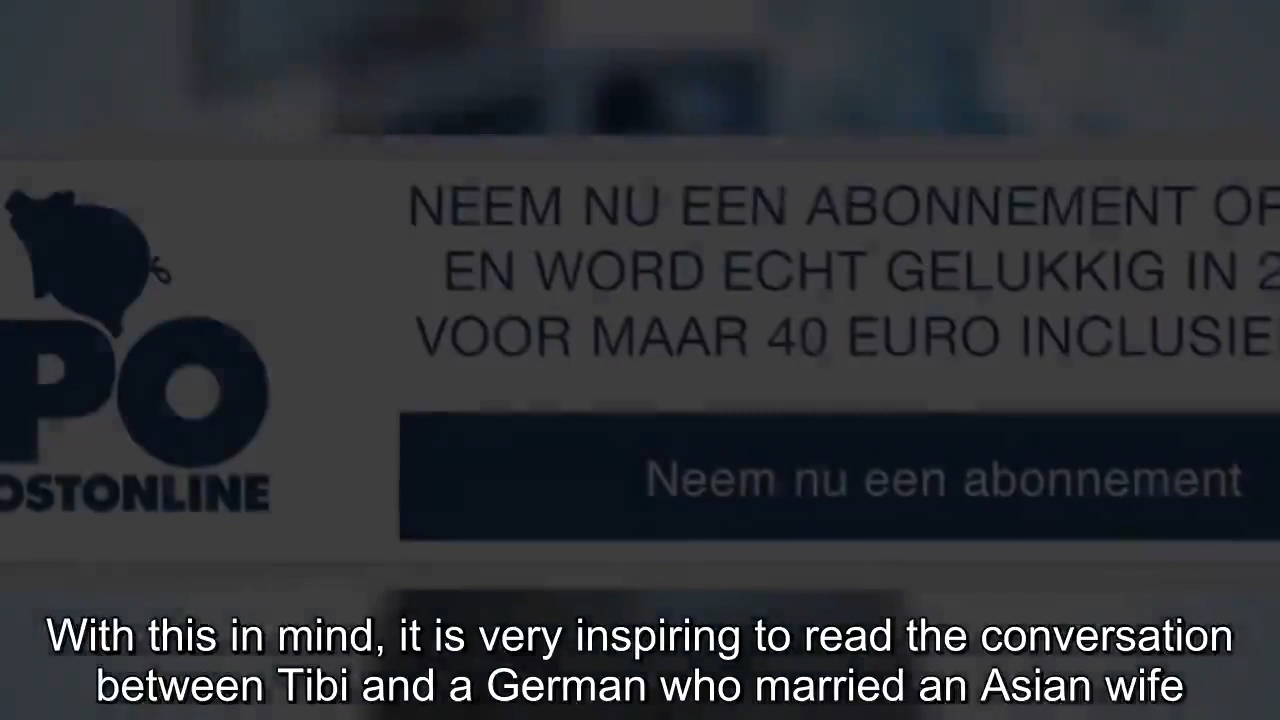 NEEM NU EEN ABONNEMENT OP
EN WORD ECHT GELUKKIG IN 2
VOOR MAAR 40 EURO INCLUSIE
PO
OSTONLINE
Neem nu een abonnement
With this in mind, it is very inspiring to read the conversation
between Tibi and a German who married an Asian wife